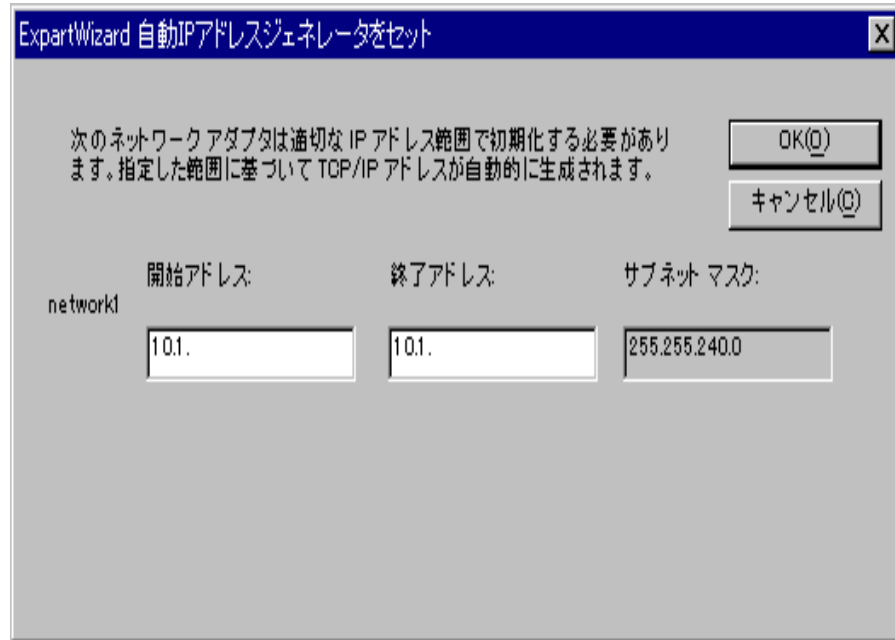 ExpartWizard 自動IPアドレスジェネレータをセット
次のネットワーク アダプタは適切な IP アドレス範囲で初期化する必要があり
ます。指定した範囲に基づいて TCP/IP アドレスが自動的に生成されます。
OK(O)
キャンセル(C)
開始アドレス:
終了アドレス:
サブネット マスク:
network1
10.1.
10.1.
255.255.240.0